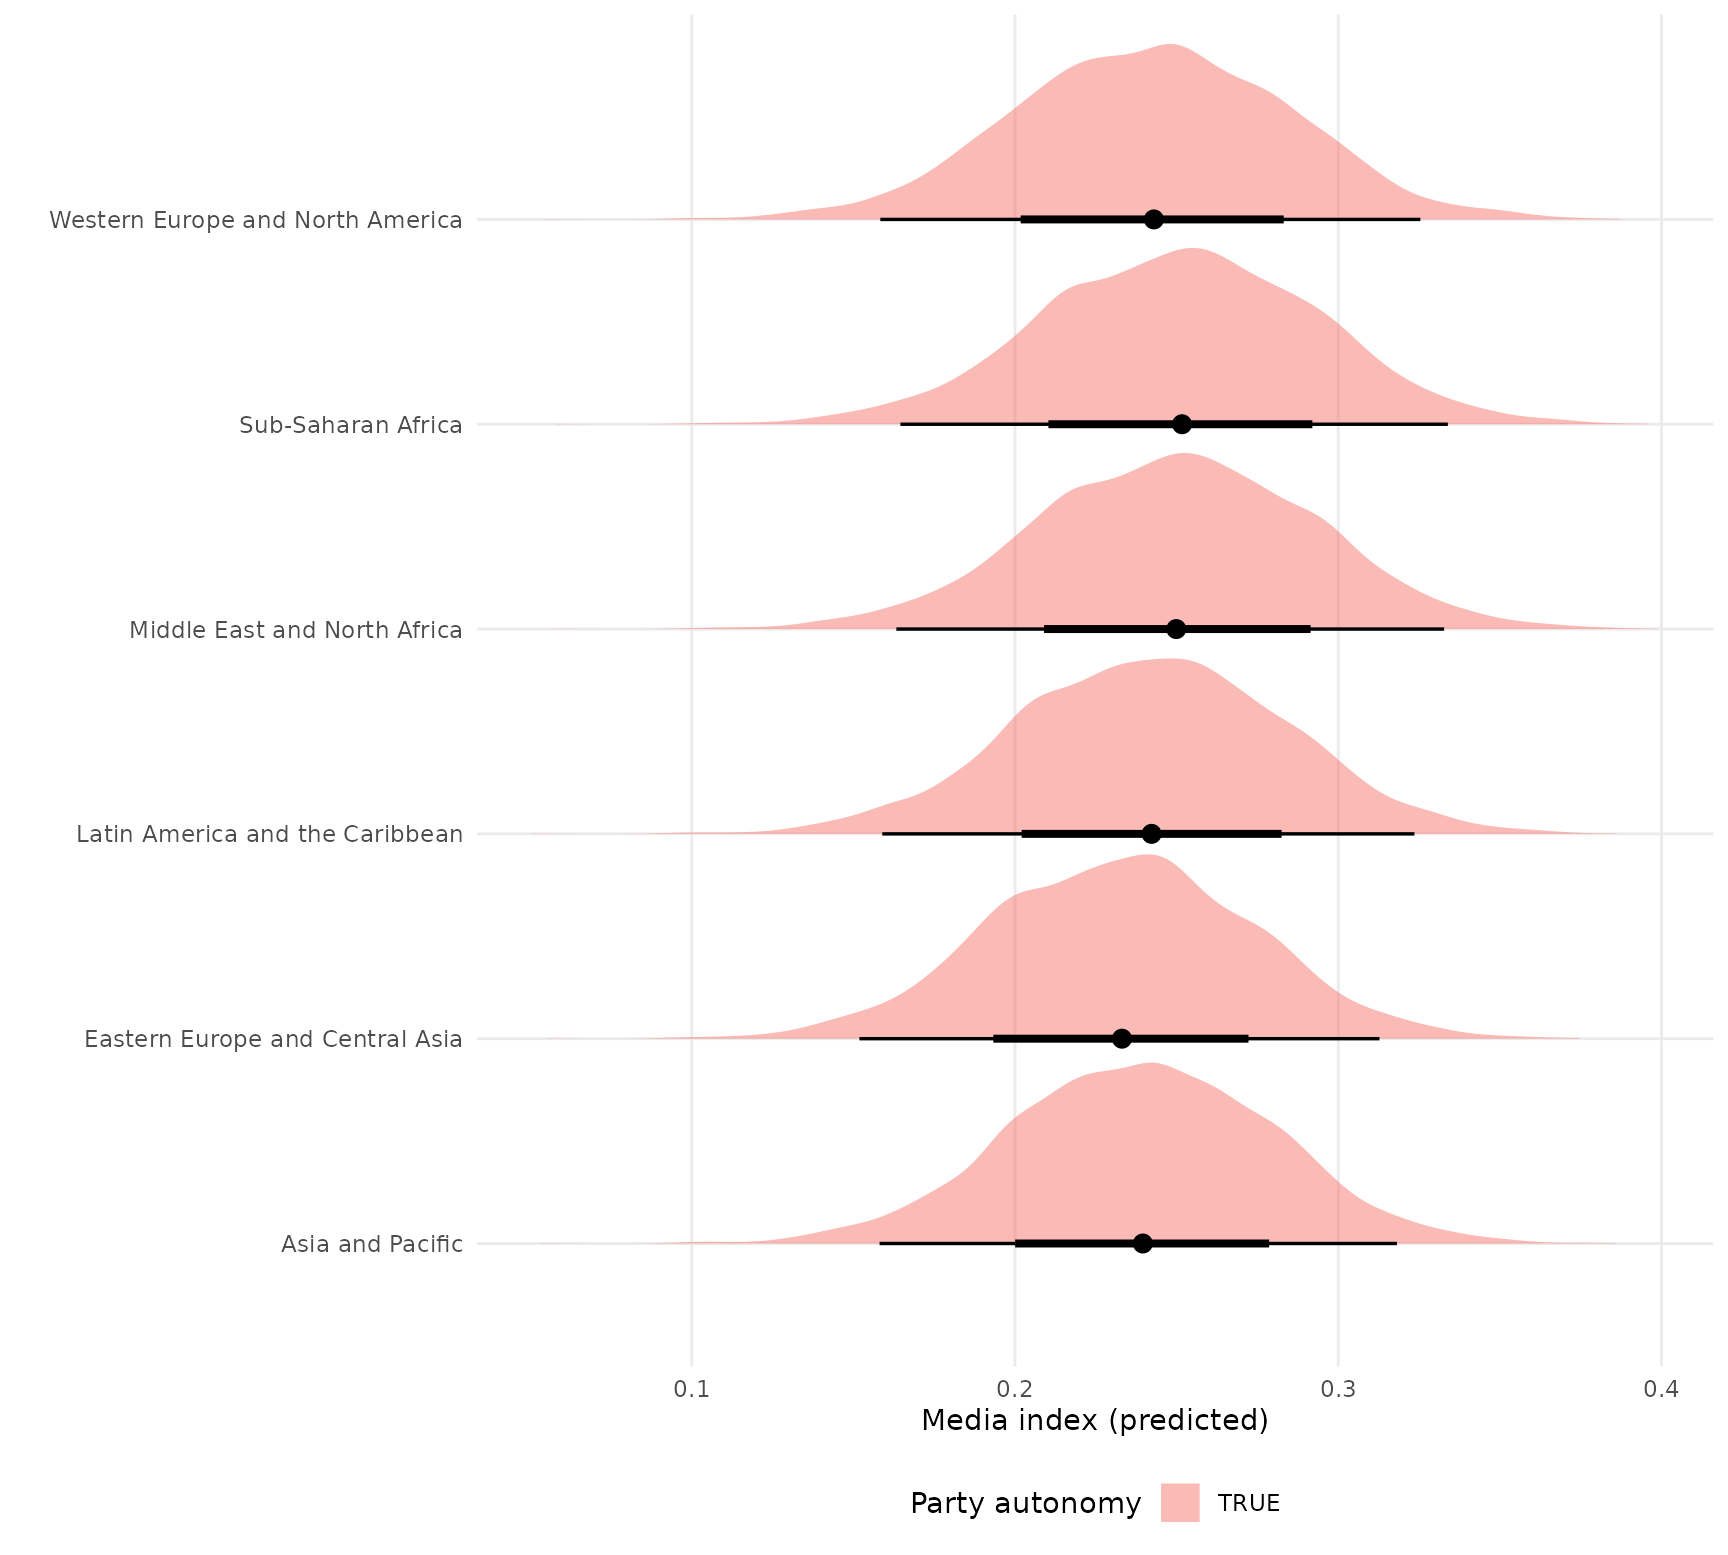 Western Europe and North America
Sub-Saharan Africa
Middle East and North Africa
Latin America and the Caribbean
Eastern Europe and Central Asia
Asia and Pacific
0.1 0.2 0.3 0.4
Media index (predicted)
Party autonomy TRUE